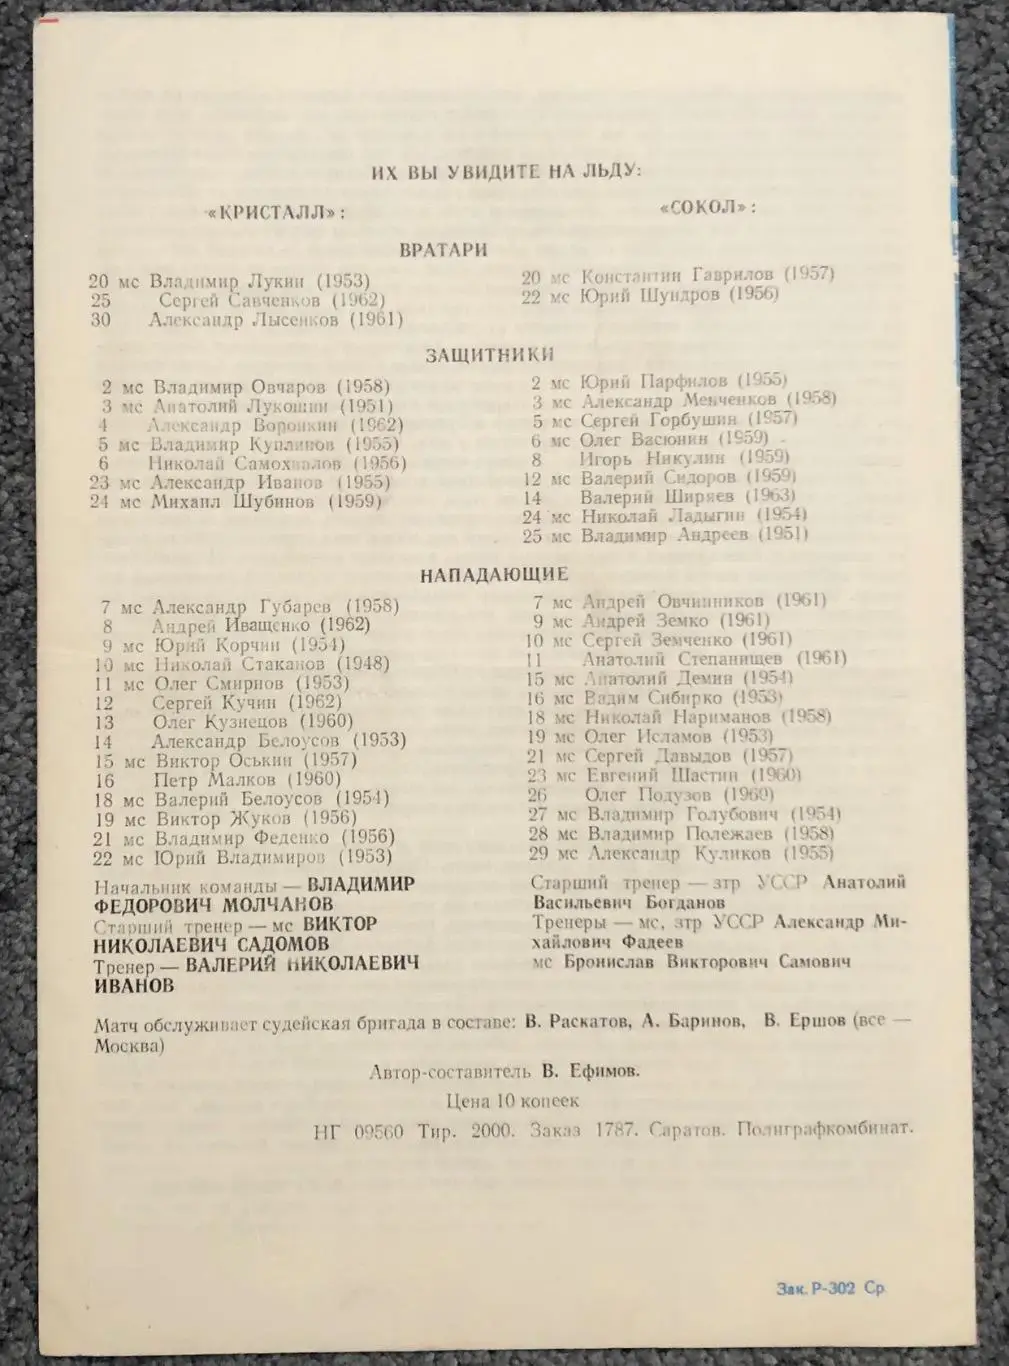 ИХ ВЫ УВИДИТЕ НА ЛЬДУ:
«КРИСТАЛЛ»:
«СОКОЛ»:
ВРАТАРИ
20 мс Владимир Лукин (1953)
25 Сергей Савченков (1962)
30 Александр Лысенков (1961)
20 мс Константин Гаврилов (1957)
22 мс Юрий Шундров (1956)
ЗАЩИТНИКИ
2 мс Владимир Овчаров (1958)
3 мс Анатолий Лукошин (1951)
4 Александр Воронкин (1962)
5 мс Владимир Куплинов (1955)
6 Николай Самохвалов (1956)
23 мс Александр Иванов (1955)
24 мс Михаил Шубинов (1959)
2 мс Юрий Парфилов (1955)
3 мс Александр Менченков (1958)
5 мс Сергей Горбушин (1957)
6 мс Олег Васюнин (1959)
8 Игорь Никулин (1959)
12 мс Валерий Сидоров (1959)
14 Валерий Ширяев (1963)
24 мс Николай Ладыгин (1954)
25 мс Владимир Андреев (1951)
НАПАДАЮЩИЕ
7 мс Александр Губарев (1958)
8 Андрей Иващенко (1962)
9 мс Юрий Корчин (1954)
10 мс Николай Стаканов (1948)
11 мс Олег Смирнов (1953)
12 Сергей Кучин (1962)
13 Олег Кузнецов (1960)
14 Александр Белоусов (1953)
15 мс Виктор Оськин (1957)
16 Петр Малков (1960)
18 мс Валерий Белоусов (1954)
19 мс Виктор Жуков (1956)
21 мс Владимир Феденко (1956)
22 мс Юрий Владимиров (1953)
7 мс Андрей Овчинников (1961)
9 мс Андрей Земко (1961)
10 мс Сергей Земченко (1961)
11 Анатолий Степанищев (1961)
15 мс Анатолий Демин (1954)
16 мс Вадим Сибирко (1953)
18 мс Николай Нариманов (1958)
19 мс Олег Исламов (1953)
21 мс Сергей Давыдов (1957)
23 мс Евгений Шастин (1960)
26 Олег Подузов (1960)
27 мс Владимир Голубович (1954)
28 мс Владимир Полежаев (1958)
29 мс Александр Куликов (1955)
Начальник команды — ВЛАДИМИР
ФЕДОРОВИЧ МОЛЧАНОВ
Старший тренер — мс ВИКТОР
НИКОЛАЕВИЧ САДОМОВ
Тренер — ВАЛЕРИЙ НИКОЛАЕВИЧ
ИВАНОВ
Старший тренер — зтр УССР Анатолий
Васильевич Богданов
Тренеры — мс, зтр УССР Александр Ми-
хайлович Фадеев
мс Бронислав Викторович Самович
Матч обслуживает судейская бригада в составе: В. Раскатов, А. Баринов, В. Ершов (все —
Москва)
Автор-составитель В. Ефимов.
Цена 10 копеек
НГ 09560 Тир. 2000. Заказ 1787. Саратов. Полиграфкомбинат.
Зак. Р-302 Ср